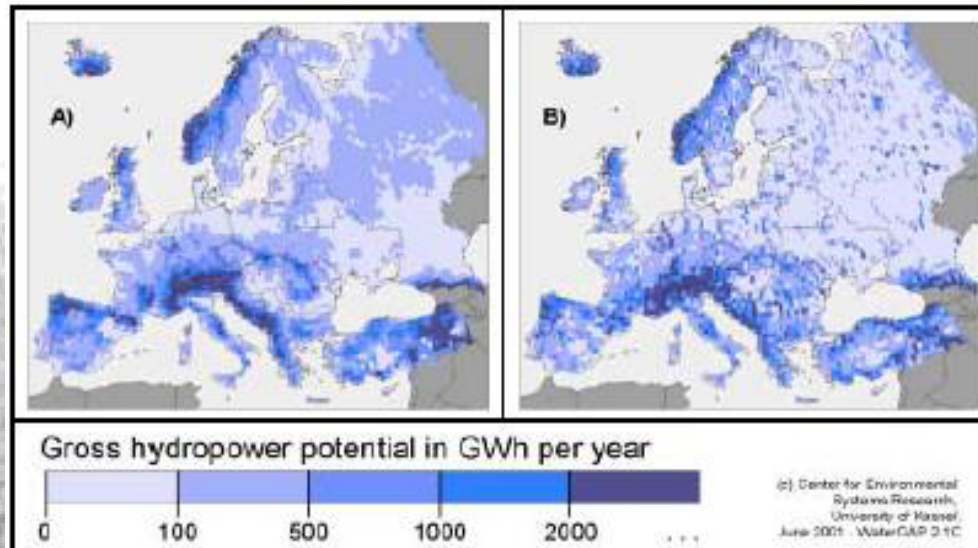 A)
B)
Gross hydropower potential in GWh per year
0 100 500 1000 2000 ...
(c) Center for Environmental
Systems Research,
University of Kassel,
June 2001 - WaterGAP 2.1C